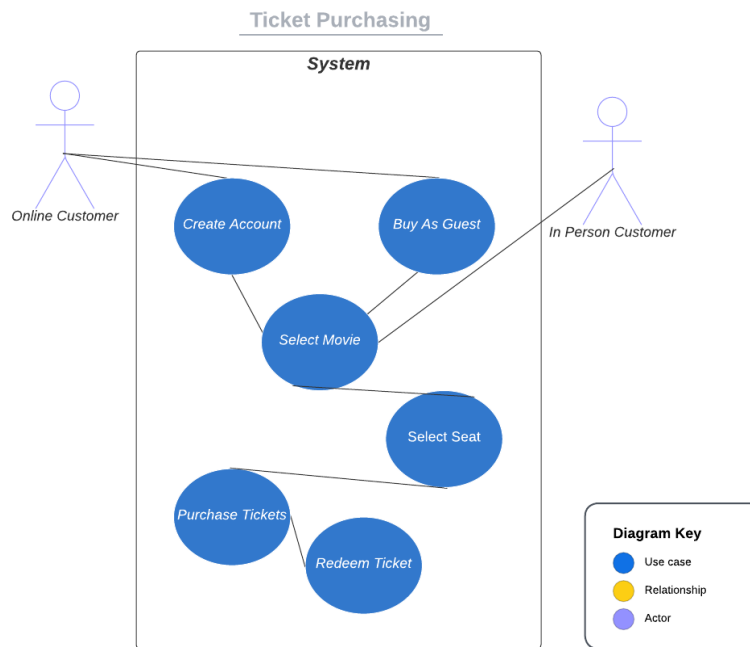 Ticket Purchasing
System
Online Customer
In Person Customer
Create Account
Buy As Guest
Select Movie
Select Seat
Purchase Tickets
Redeem Ticket
Diagram Key
Use case
Relationship
Actor